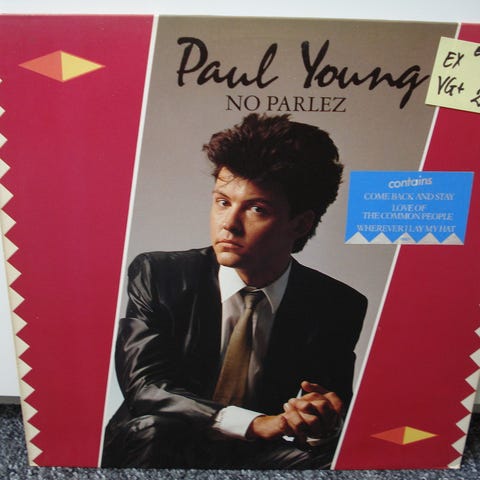 Paul Young
NO PARLEZ
EX
VG+ 2
contains
COME BACK AND STAY
LOVE OF
THE COMMON PEOPLE
WHEREVER I LAY MY HAT